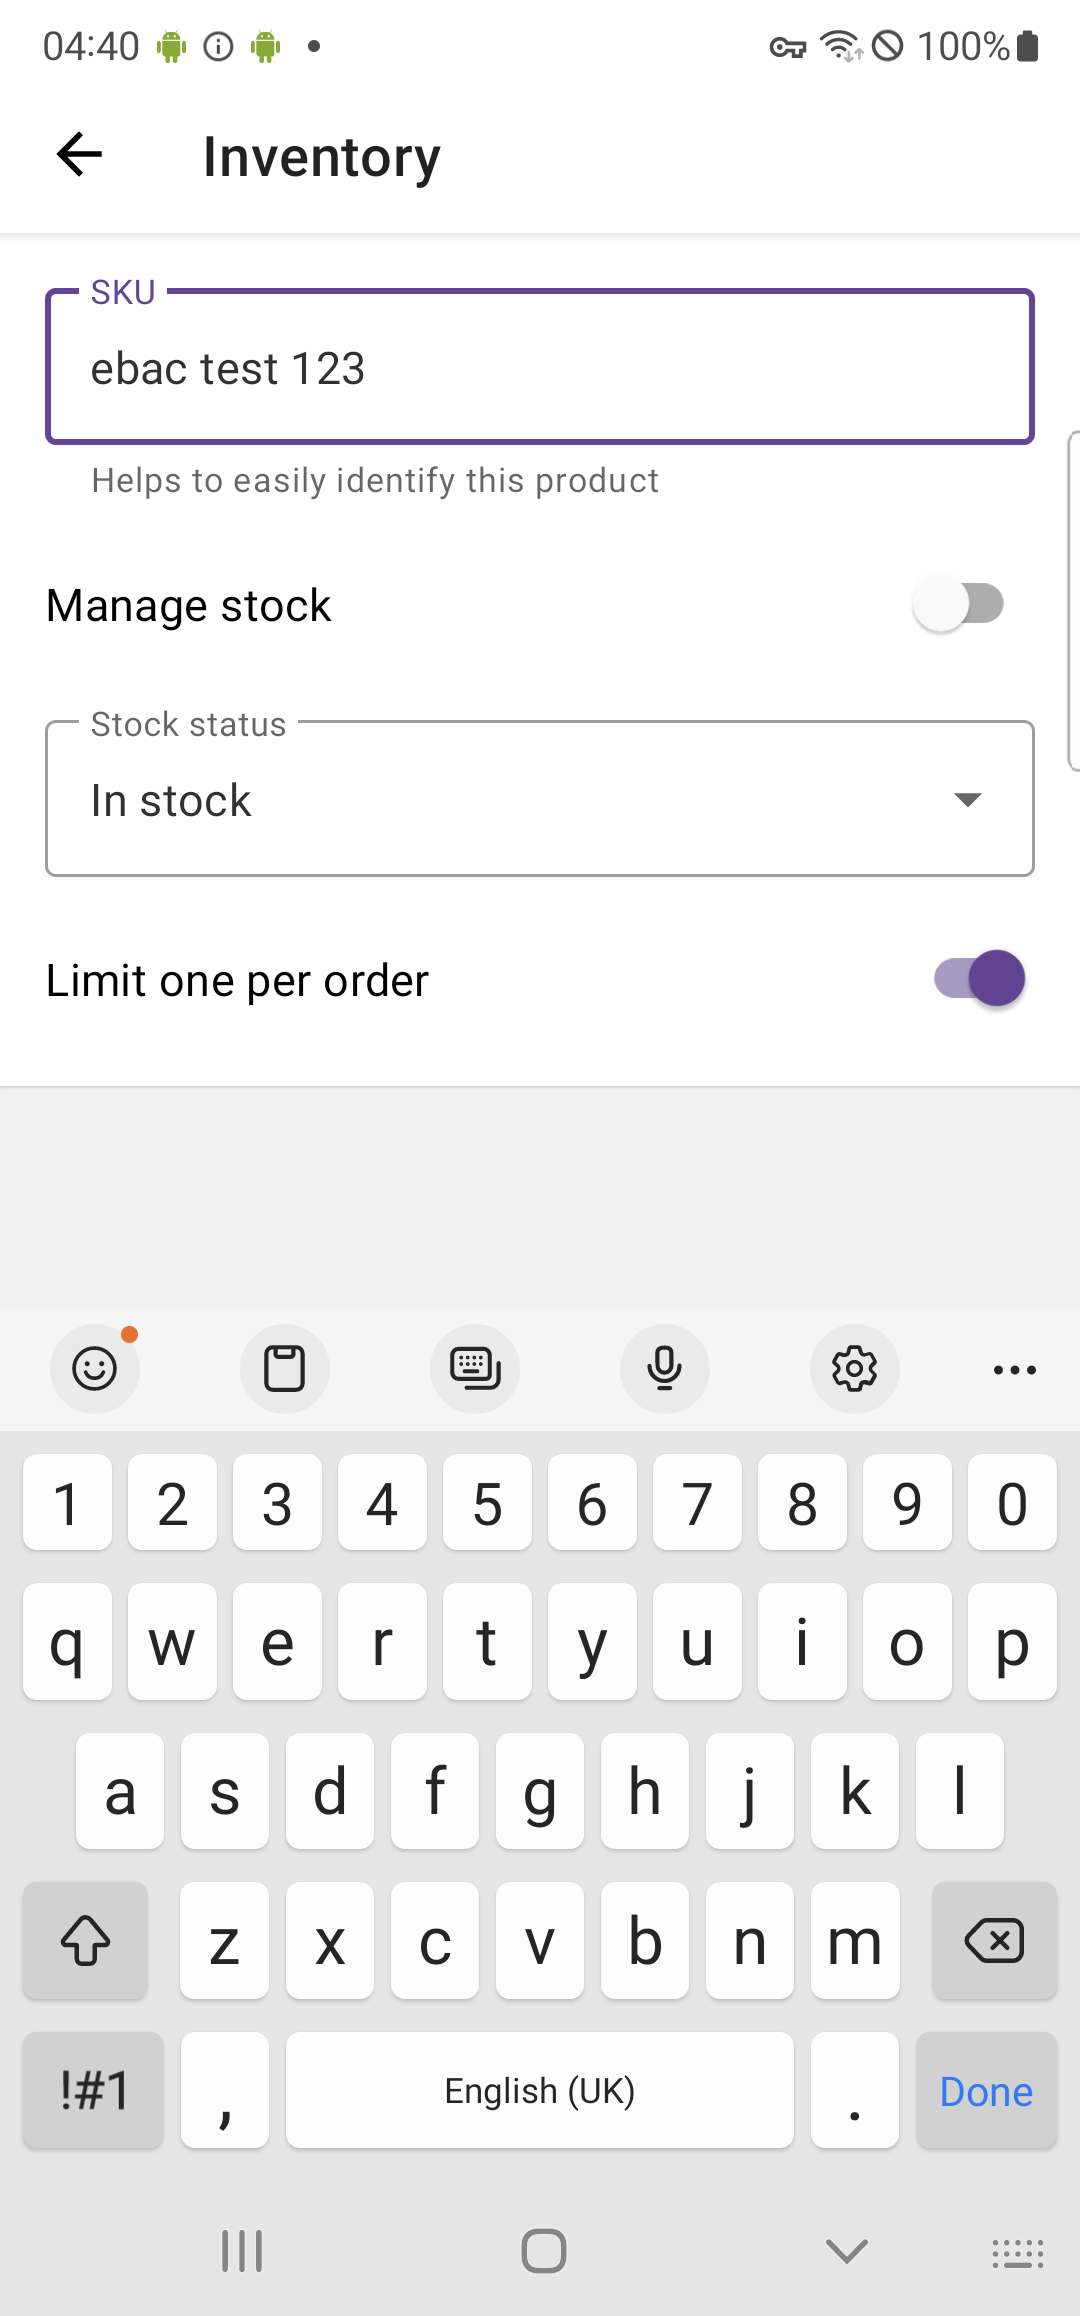 04:40 100%
Inventory
SKU
ebac test 123
Helps to easily identify this product
Manage stock
Stock status
In stock
Limit one per order
1 2 3 4 5 6 7 8 9 0
q w e r t y u i o p
a s d f g h j k l
z x c v b n m
!#1 , English (UK) . Done